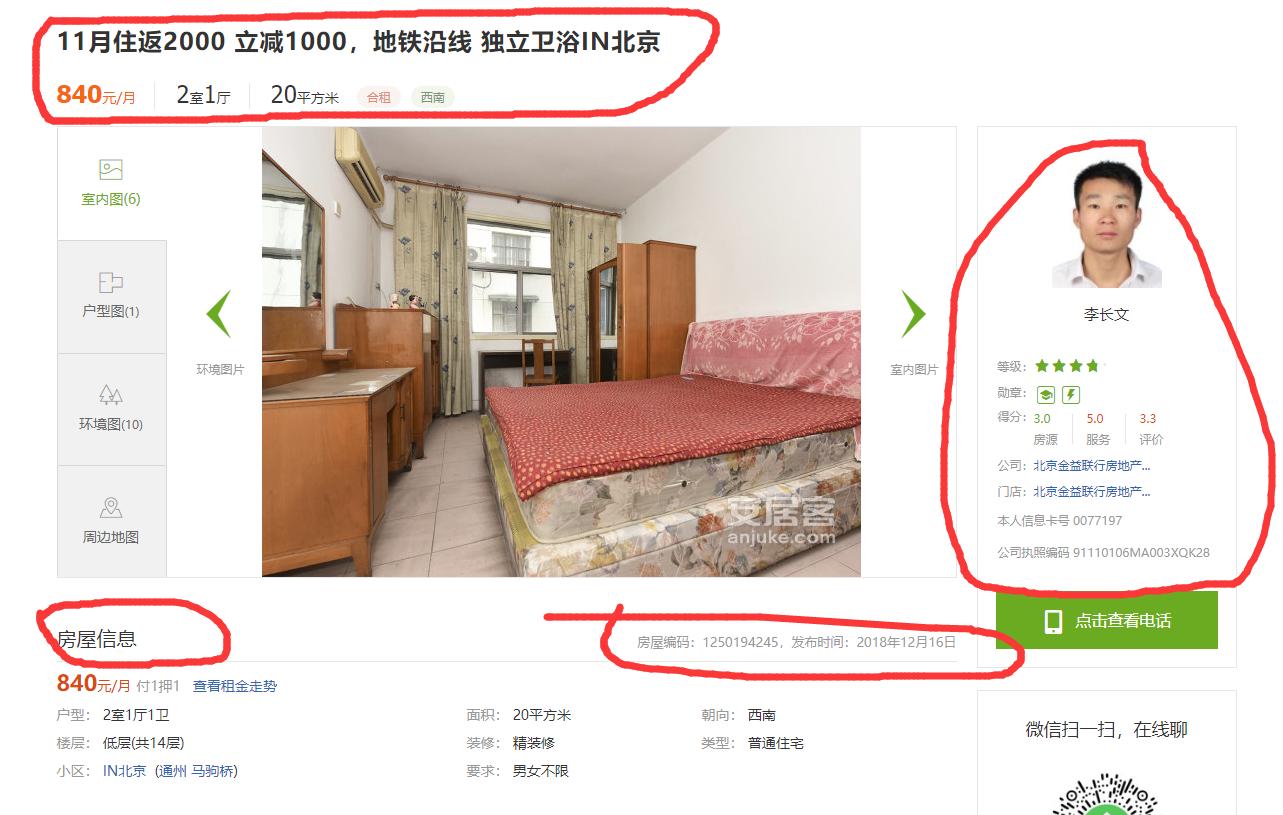 11月住返2000 立减1000，地铁沿线 独立卫浴IN北京
840元/月 2室1厅 20平方米 合租 西南
室内图(6)
户型图(1)
环境图(10)
周边地图
环境图片
室内图片
安居客
anjuke.com
李长文
等级：
勋章：
得分： 3.0 5.0 3.3
房源 服务 评价
公司： 北京金益联行房地产...
门店： 北京金益联行房地产...
本人信息卡号 0077197
公司执照编码 91110106MA003XQK28
点击查看电话
房屋信息
房屋编码：1250194245，发布时间：2018年12月16日
840元/月 付1押1 查看租金走势
户型： 2室1厅1卫 面积： 20平方米 朝向： 西南
楼层： 低层(共14层) 装修： 精装修 类型： 普通住宅
小区： IN北京 (通州 马驹桥) 要求： 男女不限
微信扫一扫，在线聊